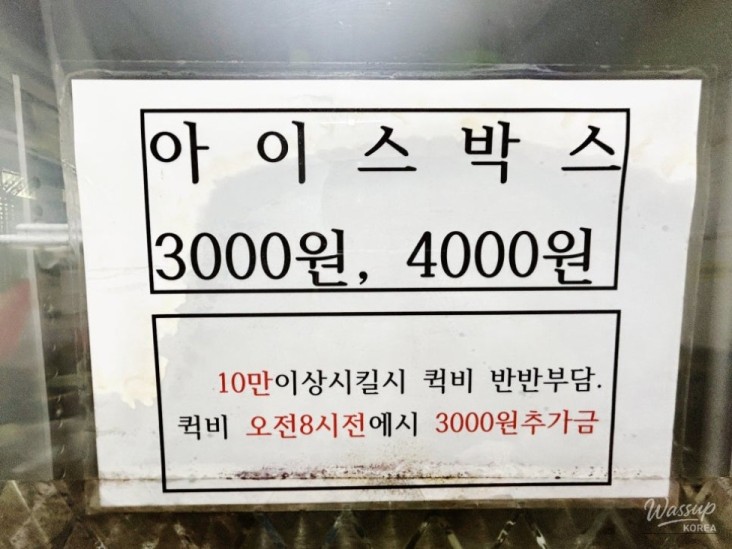 아이스박스
3000원, 4000원
10만이상시킬시 퀵비 반반부담.
퀵비 오전8시전에시 3000원추가금
Wassup
KOREA